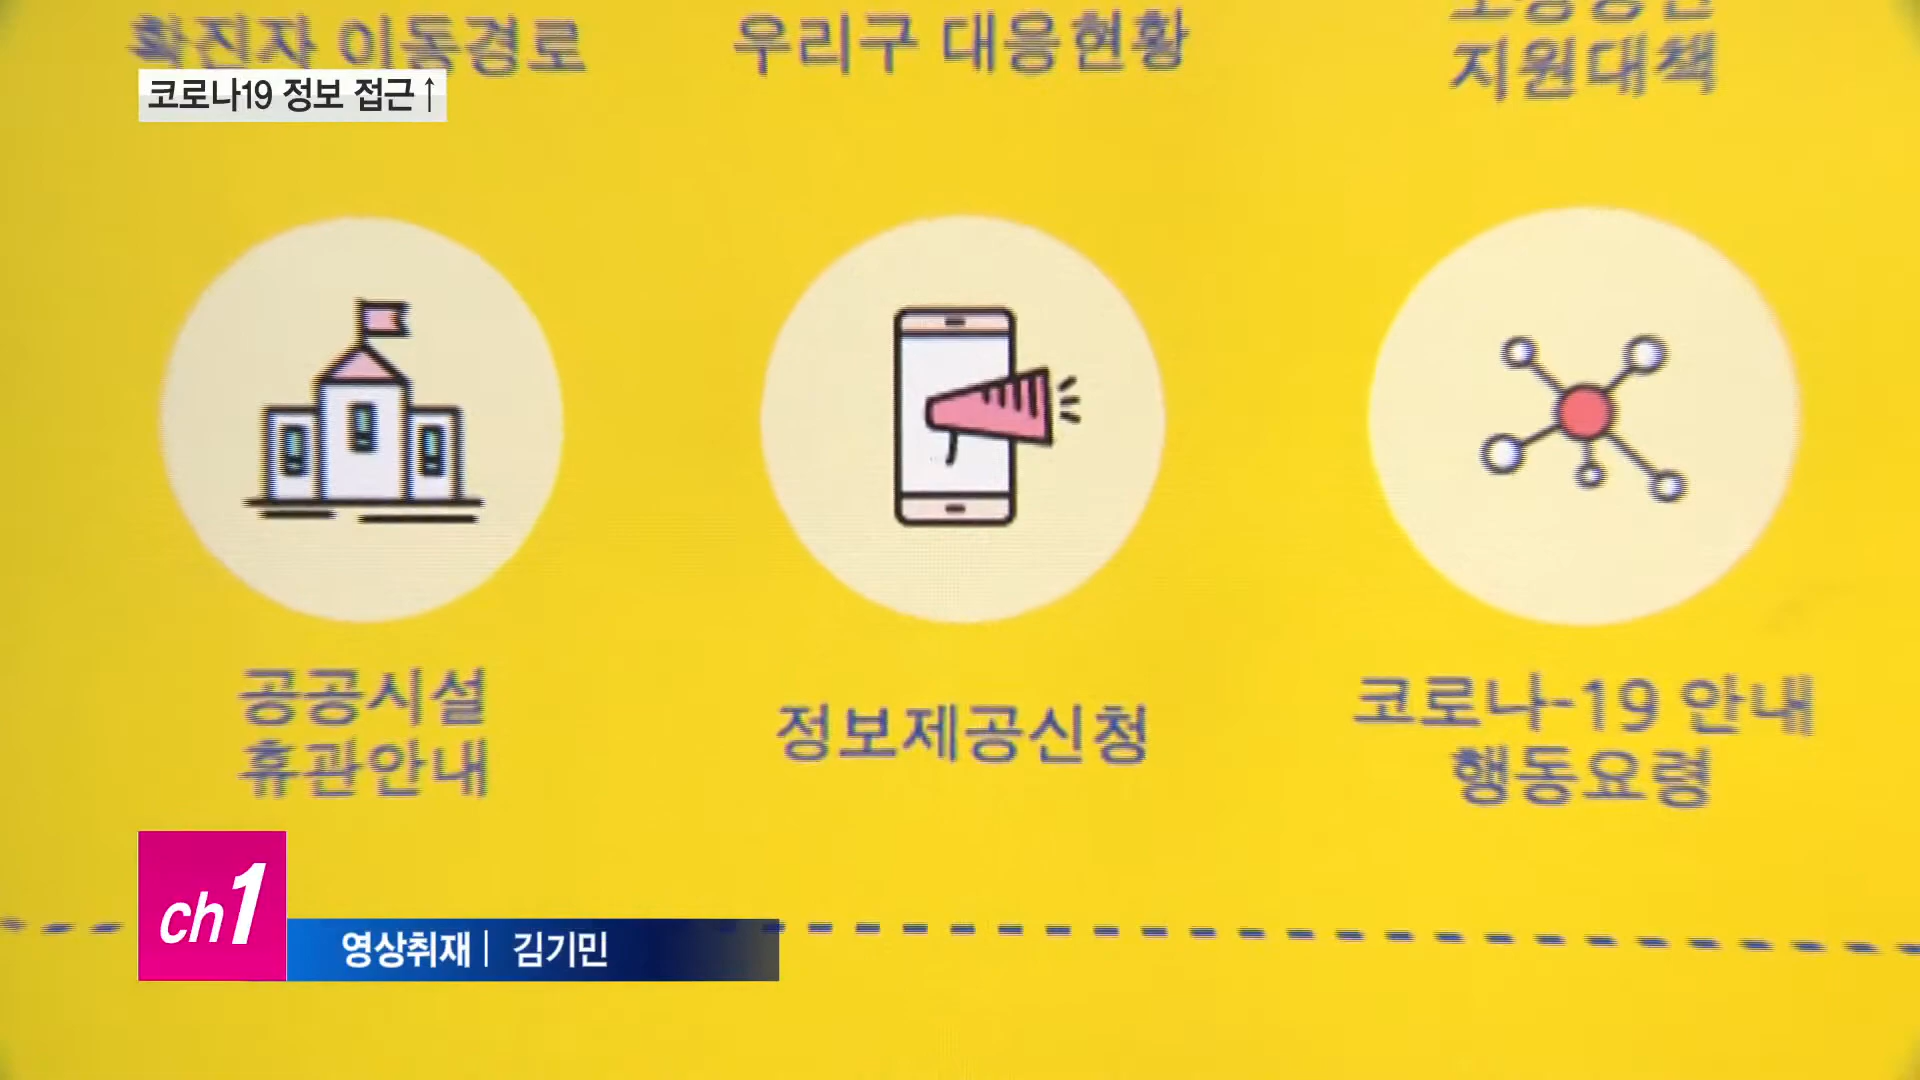 확진자 이동경로
우리구 대응현황
지원대책
코로나19 정보 접근↑
공공시설
휴관안내
정보제공신청
코로나-19 안내
행동요령
ch1
영상취재| 김기민